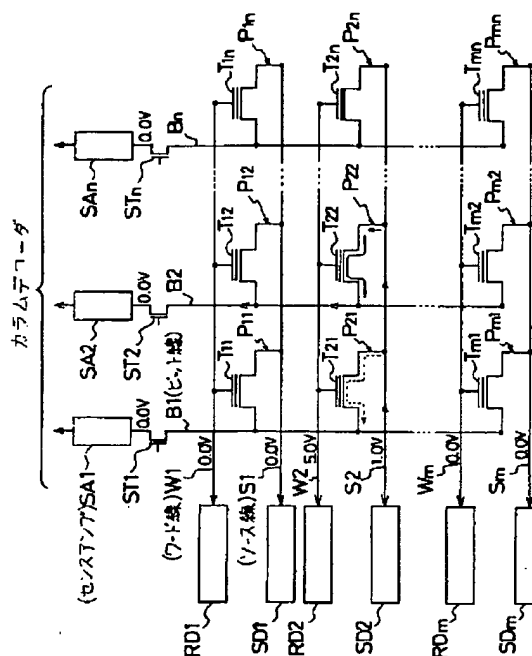 カラムデコーダ
SA1(センスアンプ)
SA2
SAn
0.0V
0.0V
0.0V
ST1
ST2
STn
B1(ビット線)
B2
Bn
T11
T12
T1n
P11
P12
P1n
(ワード線)W1
0.0V
RD1
(ソース線)S1
0.0V
SD1
W2
5.0V
RD2
T21
T22
T2n
P21
P22
P2n
S2
1.0V
SD2
Wm
0.0V
RDm
Tm1
Tm2
Tmn
Pm1
Pm2
Pmn
Sm
0.0V
SDm